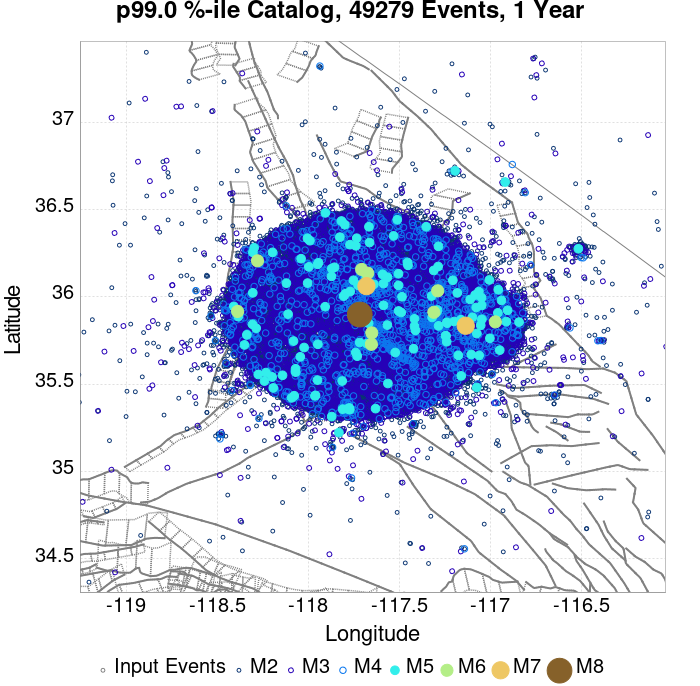 p99.0 %-ile Catalog, 49279 Events, 1 Year
37
36.5
36
35.5
35
34.5
Latitude
-119 -118.5 -118 -117.5 -117 -116.5
Longitude
Input Events M2 M3 M4 M5 M6 M7 M8